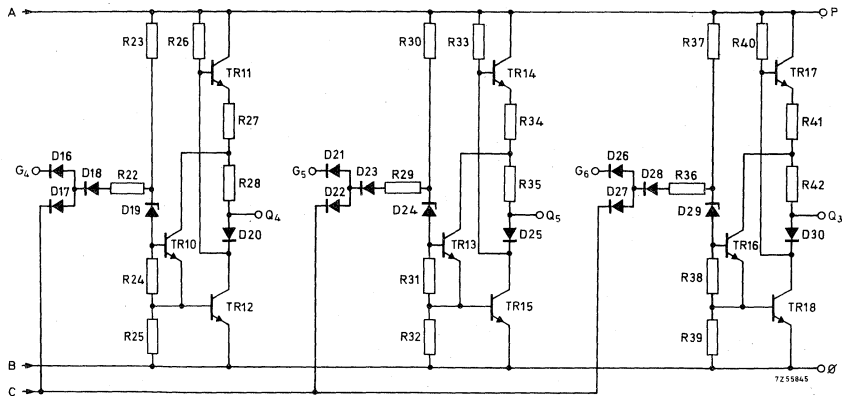 A P
R23 R26 R30 R33 R37 R40
TR11 TR14 TR17
R27 R34 R41
D16 D21 D26
G4 D18 R22 G5 D23 R29 G6 D28 R36
D17 R28 D22 R35 D27 R42
D19 Q4 D24 Q5 D29 Q3
TR10 D20 TR13 D25 TR16 D30
R24 R31 R38
TR12 TR15 TR18
R25 R32 R39
B Ø
7Z55845
C